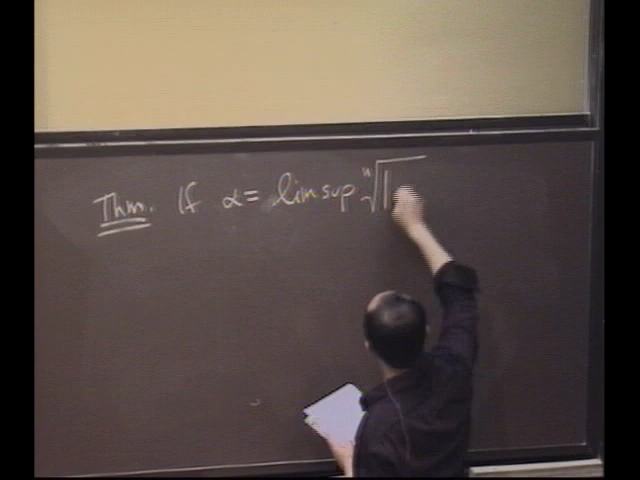 Thm. If α = lim sup ⁿ√|